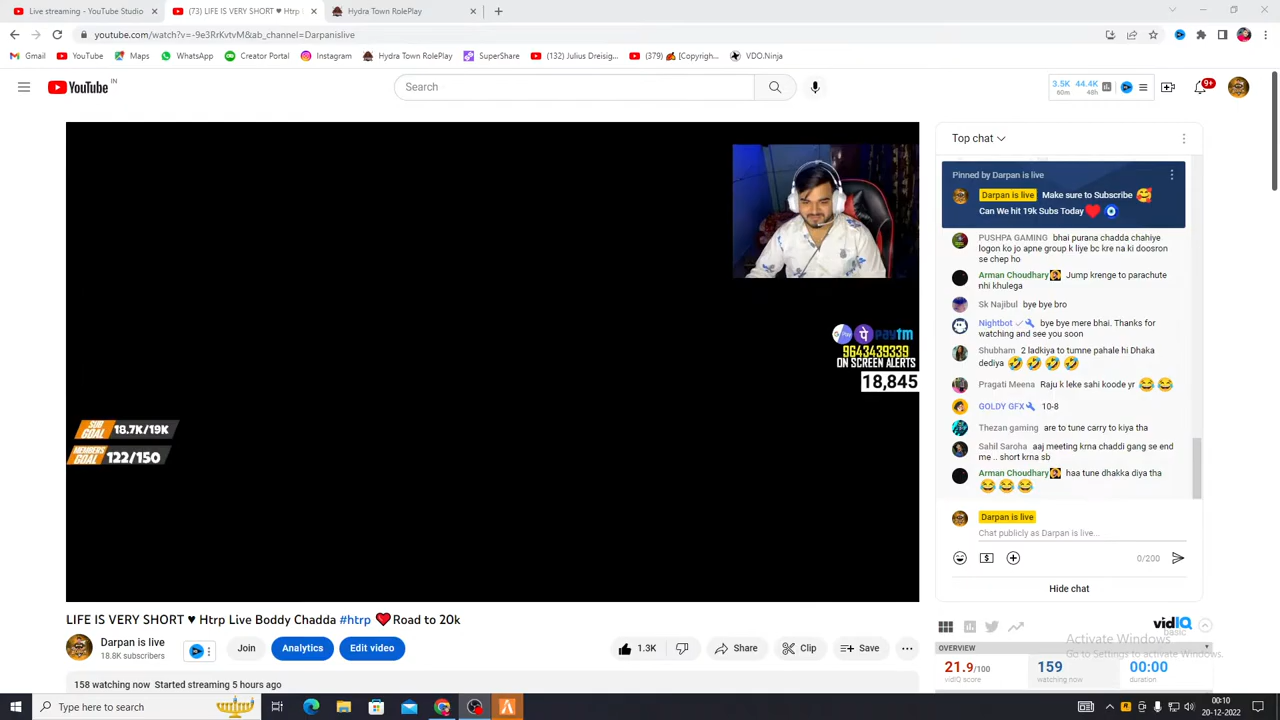 Live streaming - YouTube Studio
(73) LIFE IS VERY SHORT ♥ Htrp L
Hydra Town RolePlay
youtube.com/watch?v=-9e3RrKvtvM&ab_channel=Darpanislive
Gmail
YouTube
Maps
WhatsApp
Creator Portal
Instagram
Hydra Town RolePlay
SuperShare
(132) Julius Dreisig...
(379) 🍂 [Copyrigh...
VDO.Ninja
YouTube IN
Search
3.5K 44.4K
60m 48h
9+
Top chat
Pinned by Darpan is live
Darpan is live Make sure to Subscribe 🥰
Can We hit 19k Subs Today❤️ 🧿
PUSHPA GAMING bhai purana chadda chahiye
logon ko jo apne group k liye bc kre na ki doosron
se chep ho
Arman Choudhary Jump krenge to parachute
nhi khulega
Sk Najibul bye bye bro
Nightbot bye bye mere bhai. Thanks for
watching and see you soon
Shubham 2 ladkiya to tumne pahale hi Dhaka
dediya 🤣 🤣 🤣 🤣
Pragati Meena Raju k leke sahi koode yr 😂 😂
GOLDY GFX 10-8
Thezan gaming are to tune carry to kiya tha
Sahil Saroha aaj meeting krna chaddi gang se end
me .. short krna sb
Arman Choudhary haa tune dhakka diya tha
😂 😂 😂
Darpan is live
Chat publicly as Darpan is live...
0/200
Hide chat
G Pay paytm
9643439339
ON SCREEN ALERTS
18,845
SUB GOAL 18.7K/19K
MEMBERS GOAL 122/150
LIFE IS VERY SHORT ♥ Htrp Live Boddy Chadda #htrp ❤️Road to 20k
Darpan is live
18.8K subscribers
Join
Analytics
Edit video
1.3K
Share
Clip
Save
158 watching now Started streaming 5 hours ago
vidIQ
basic
OVERVIEW
21.9/100
vidIQ score
159
watching now
00:00
duration
Activate Windows
Go to Settings to activate Windows.
Type here to search
00:10
20-12-2022